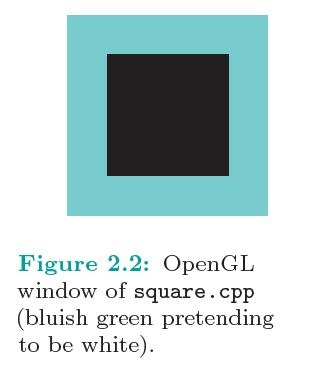 Figure 2.2: OpenGL
window of square.cpp
(bluish green pretending
to be white).